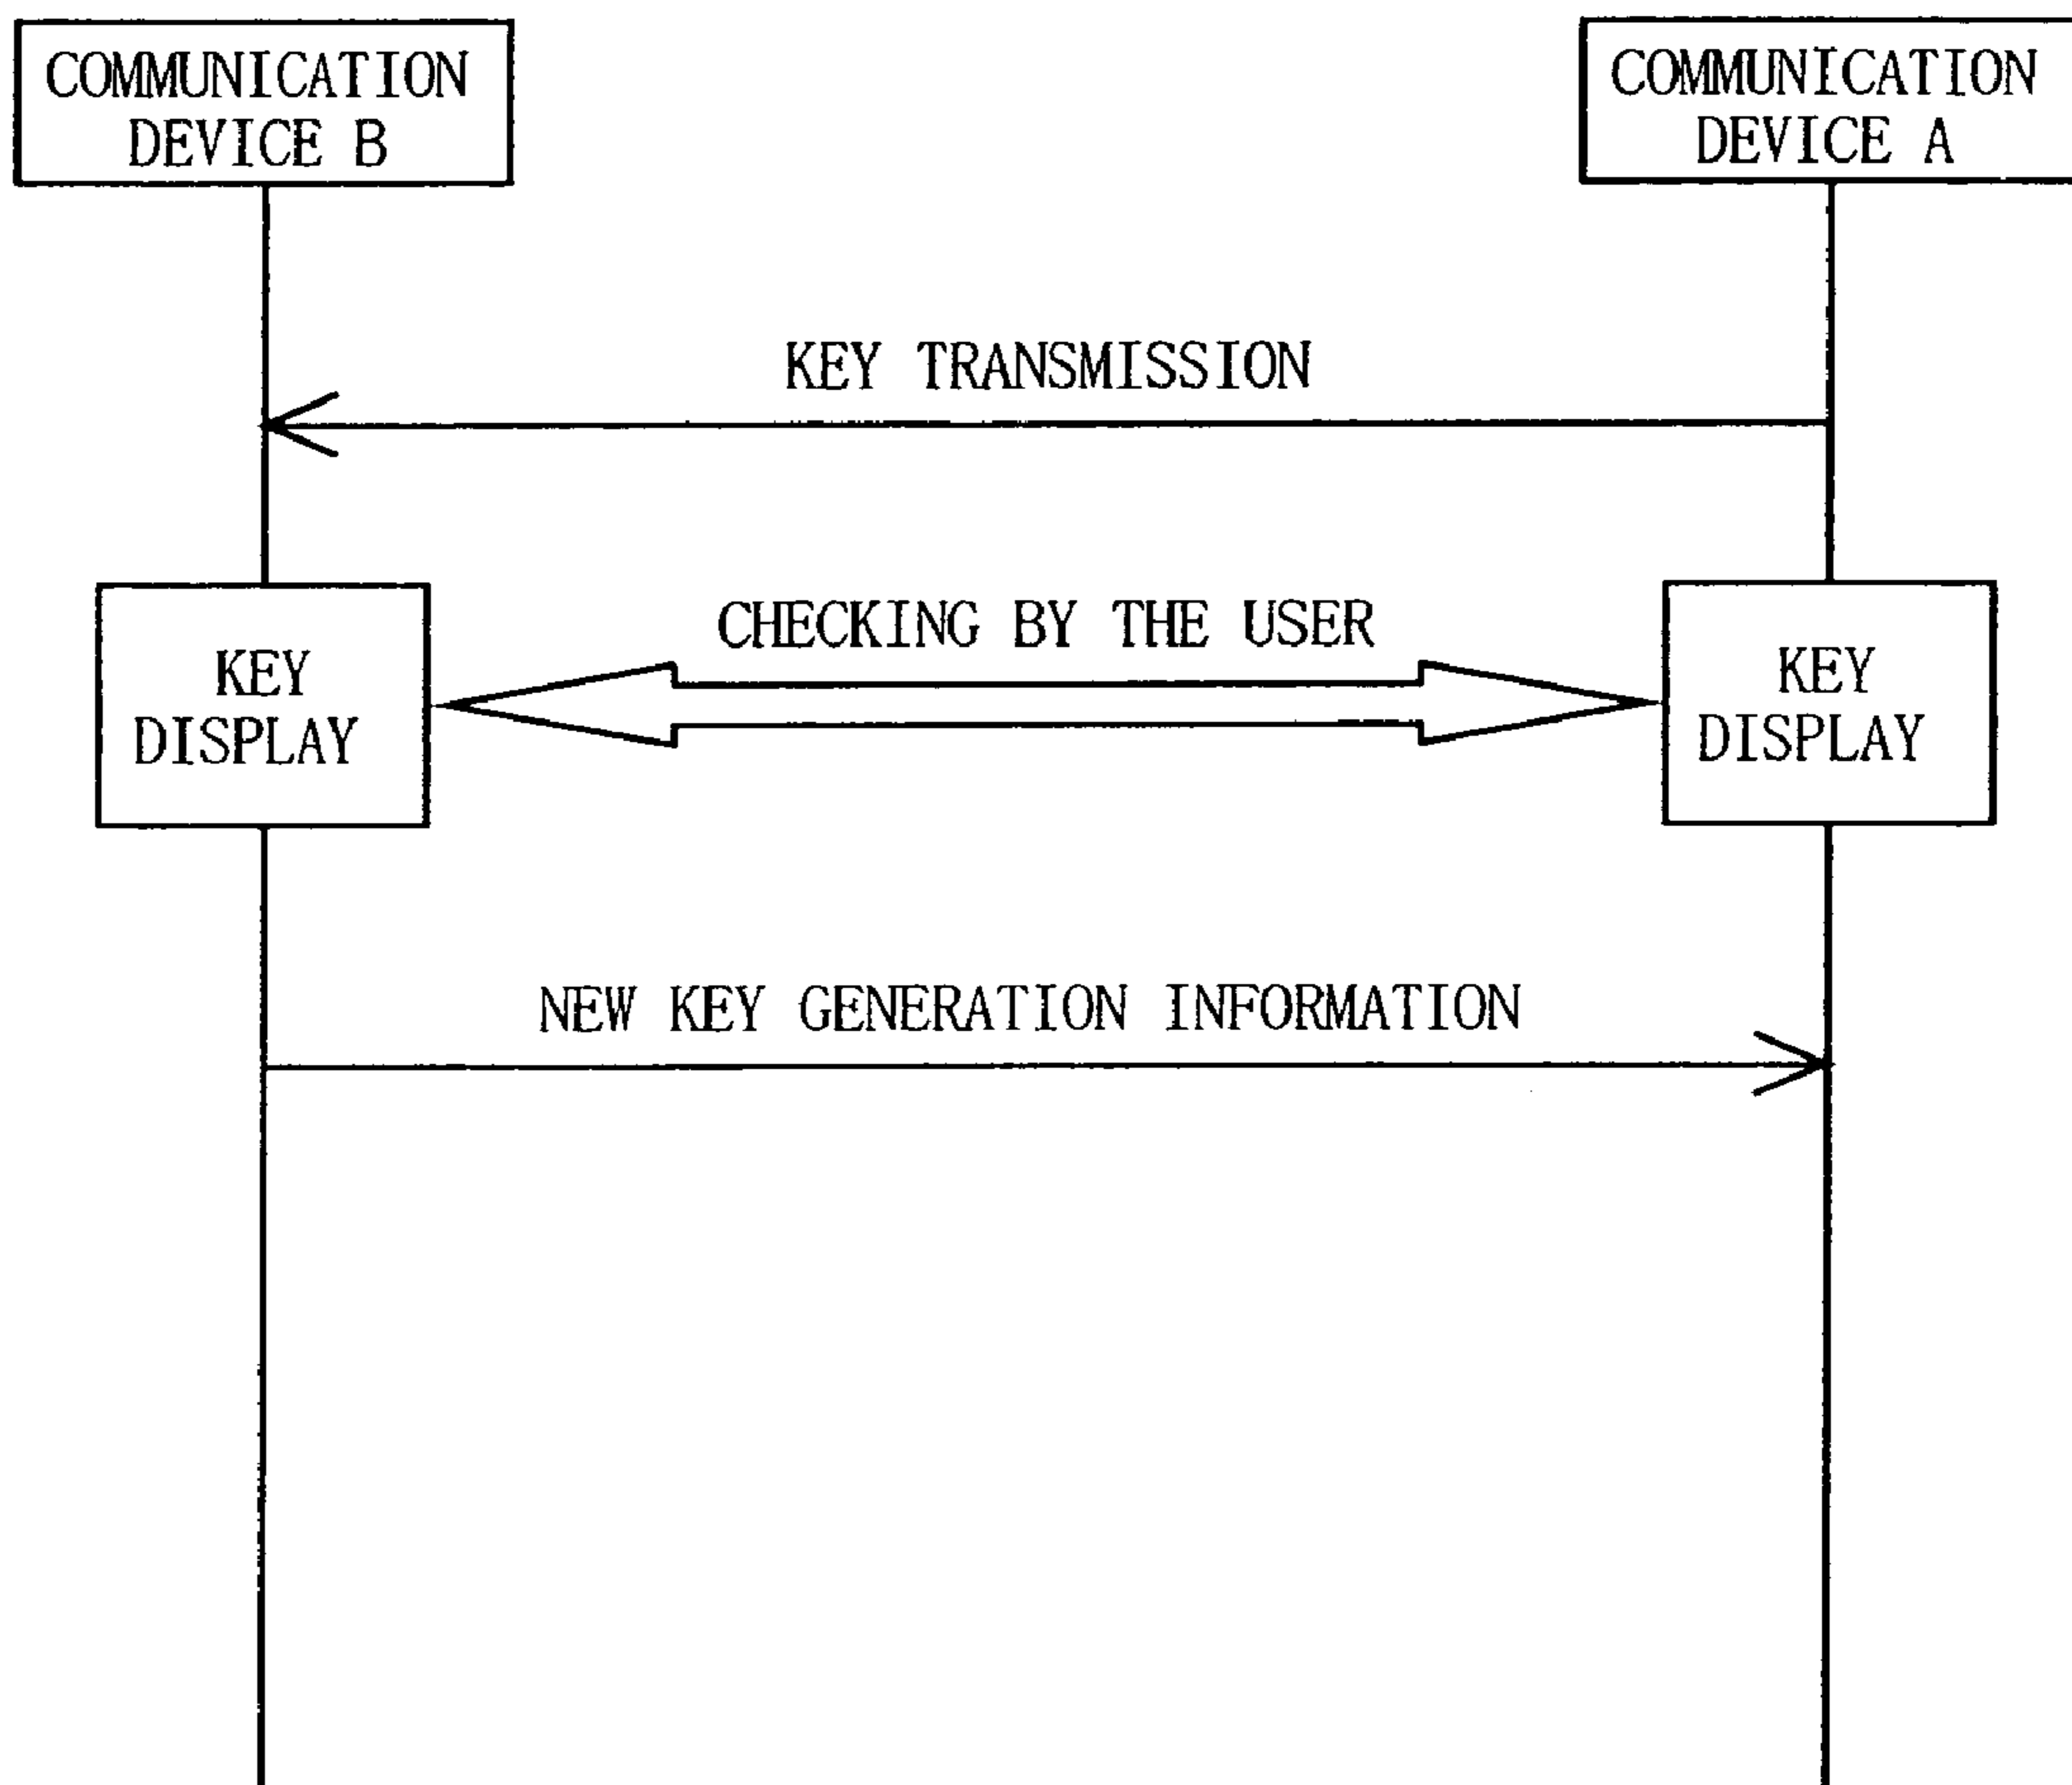 COMMUNICATION
DEVICE B
COMMUNICATION
DEVICE A
KEY TRANSMISSION
KEY
DISPLAY
CHECKING BY THE USER
KEY
DISPLAY
NEW KEY GENERATION INFORMATION